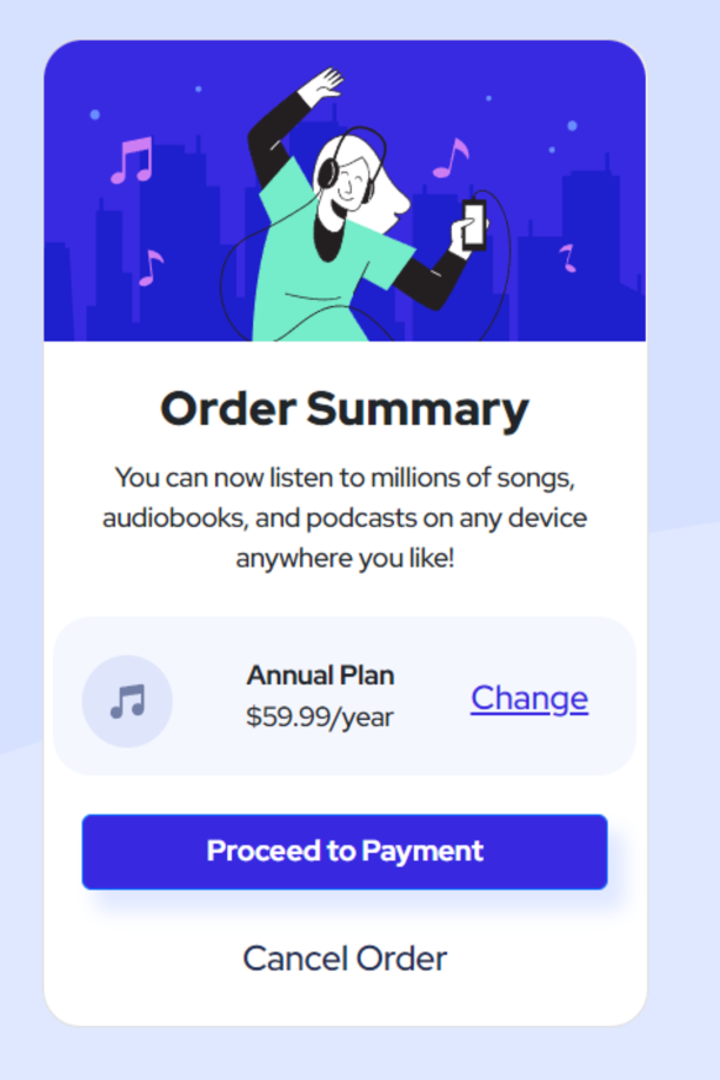 Order Summary
You can now listen to millions of songs,
audiobooks, and podcasts on any device
anywhere you like!
Annual Plan
$59.99/year
Change
Proceed to Payment
Cancel Order